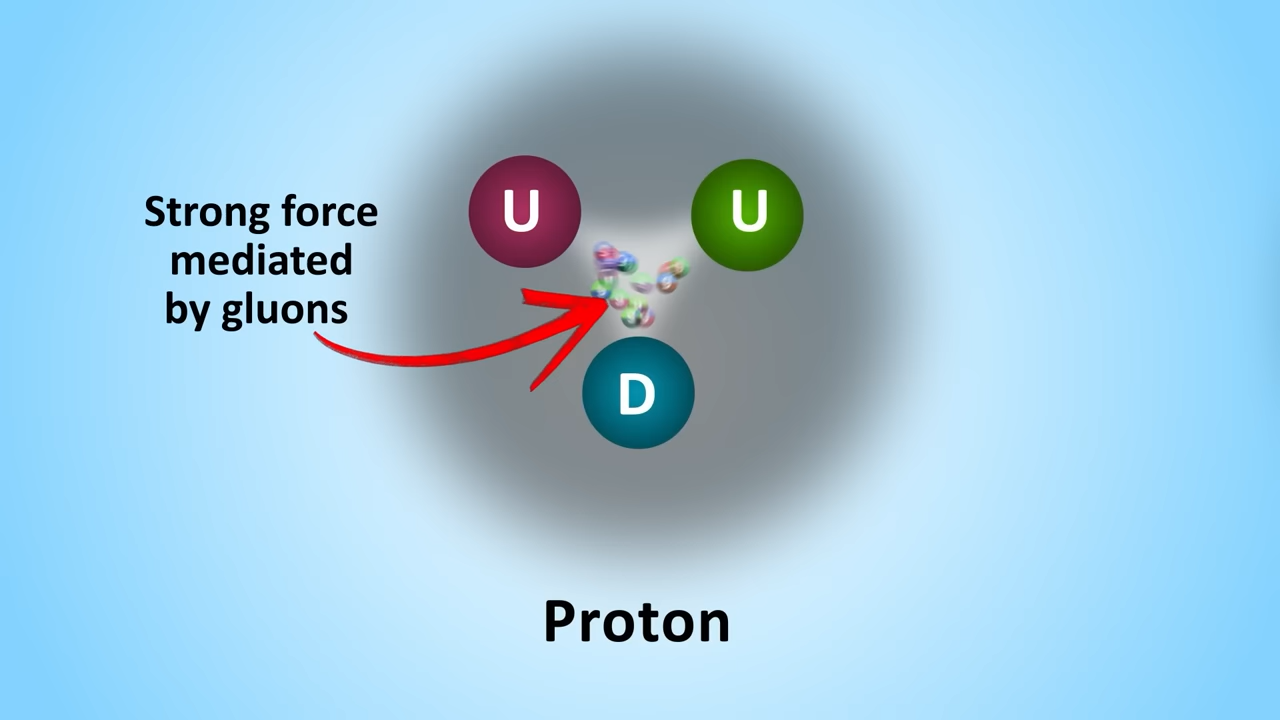 U
U
Strong force
mediated
by gluons
D
Proton